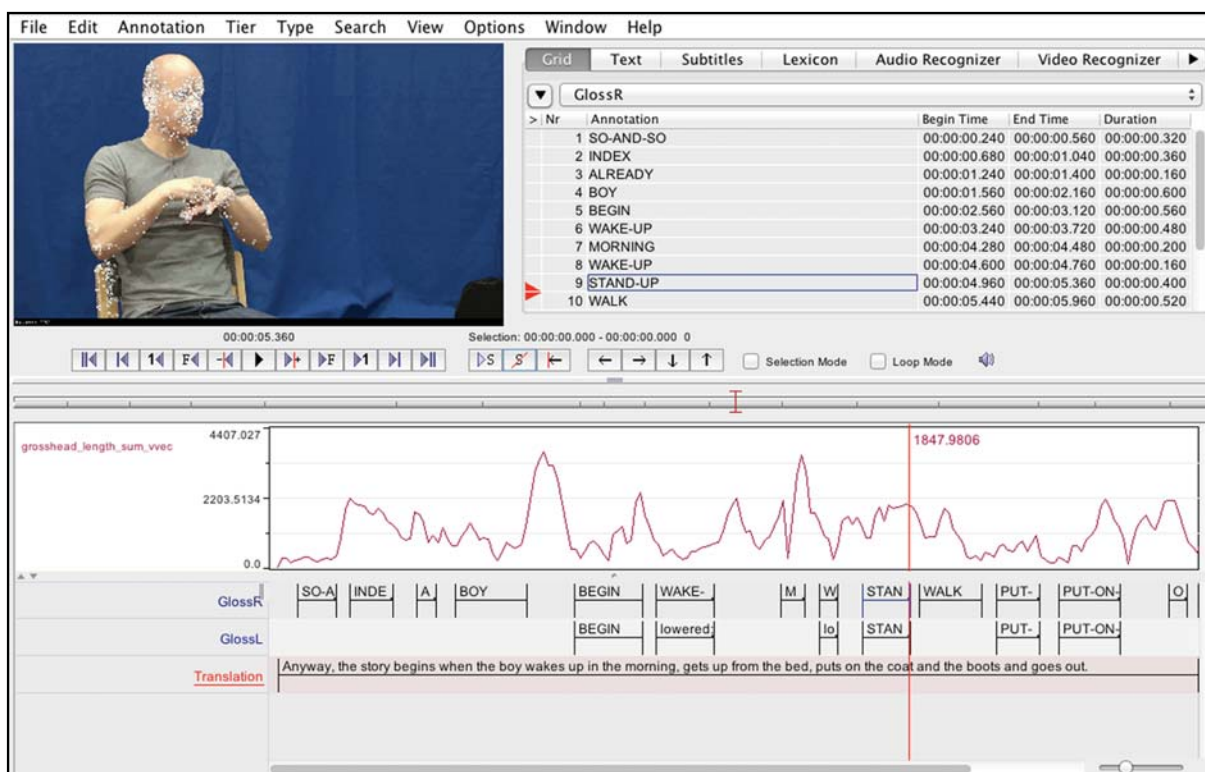 File Edit Annotation Tier Type Search View Options Window Help
Grid Text Subtitles Lexicon Audio Recognizer Video Recognizer
GlossR
> Nr Annotation Begin Time End Time Duration
1 SO-AND-SO 00:00:00.240 00:00:00.560 00:00:00.320
2 INDEX 00:00:00.680 00:00:01.040 00:00:00.360
3 ALREADY 00:00:01.240 00:00:01.400 00:00:00.160
4 BOY 00:00:01.560 00:00:02.160 00:00:00.600
5 BEGIN 00:00:02.560 00:00:03.120 00:00:00.560
6 WAKE-UP 00:00:03.240 00:00:03.720 00:00:00.480
7 MORNING 00:00:04.280 00:00:04.480 00:00:00.200
8 WAKE-UP 00:00:04.600 00:00:04.760 00:00:00.160
9 STAND-UP 00:00:04.960 00:00:05.360 00:00:00.400
10 WALK 00:00:05.440 00:00:05.960 00:00:00.520
00:00:05.360 Selection: 00:00:00.000 - 00:00:00.000 0
1 F F 1 S S Selection Mode Loop Mode
grosshead_length_sum_vvec
4407.027
2203.5134
0.0
1847.9806
GlossR SO-A INDE A BOY BEGIN WAKE- M W STAN WALK PUT- PUT-ON- O
GlossL BEGIN lowered; lo STAN PUT- PUT-ON-
Translation Anyway, the story begins when the boy wakes up in the morning, gets up from the bed, puts on the coat and the boots and goes out.